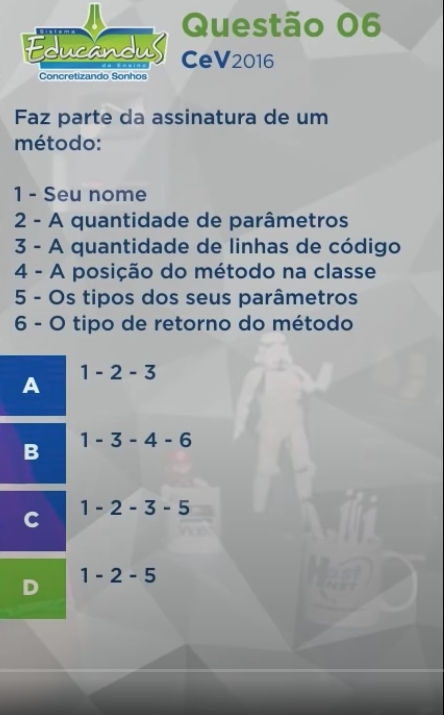 Sistema
Educandus
de Ensino
Concretizando Sonhos
Questão 06
CeV2016
Faz parte da assinatura de um
método:
1 - Seu nome
2 - A quantidade de parâmetros
3 - A quantidade de linhas de código
4 - A posição do método na classe
5 - Os tipos dos seus parâmetros
6 - O tipo de retorno do método
A 1 - 2 - 3
B 1 - 3 - 4 - 6
C 1 - 2 - 3 - 5
D 1 - 2 - 5